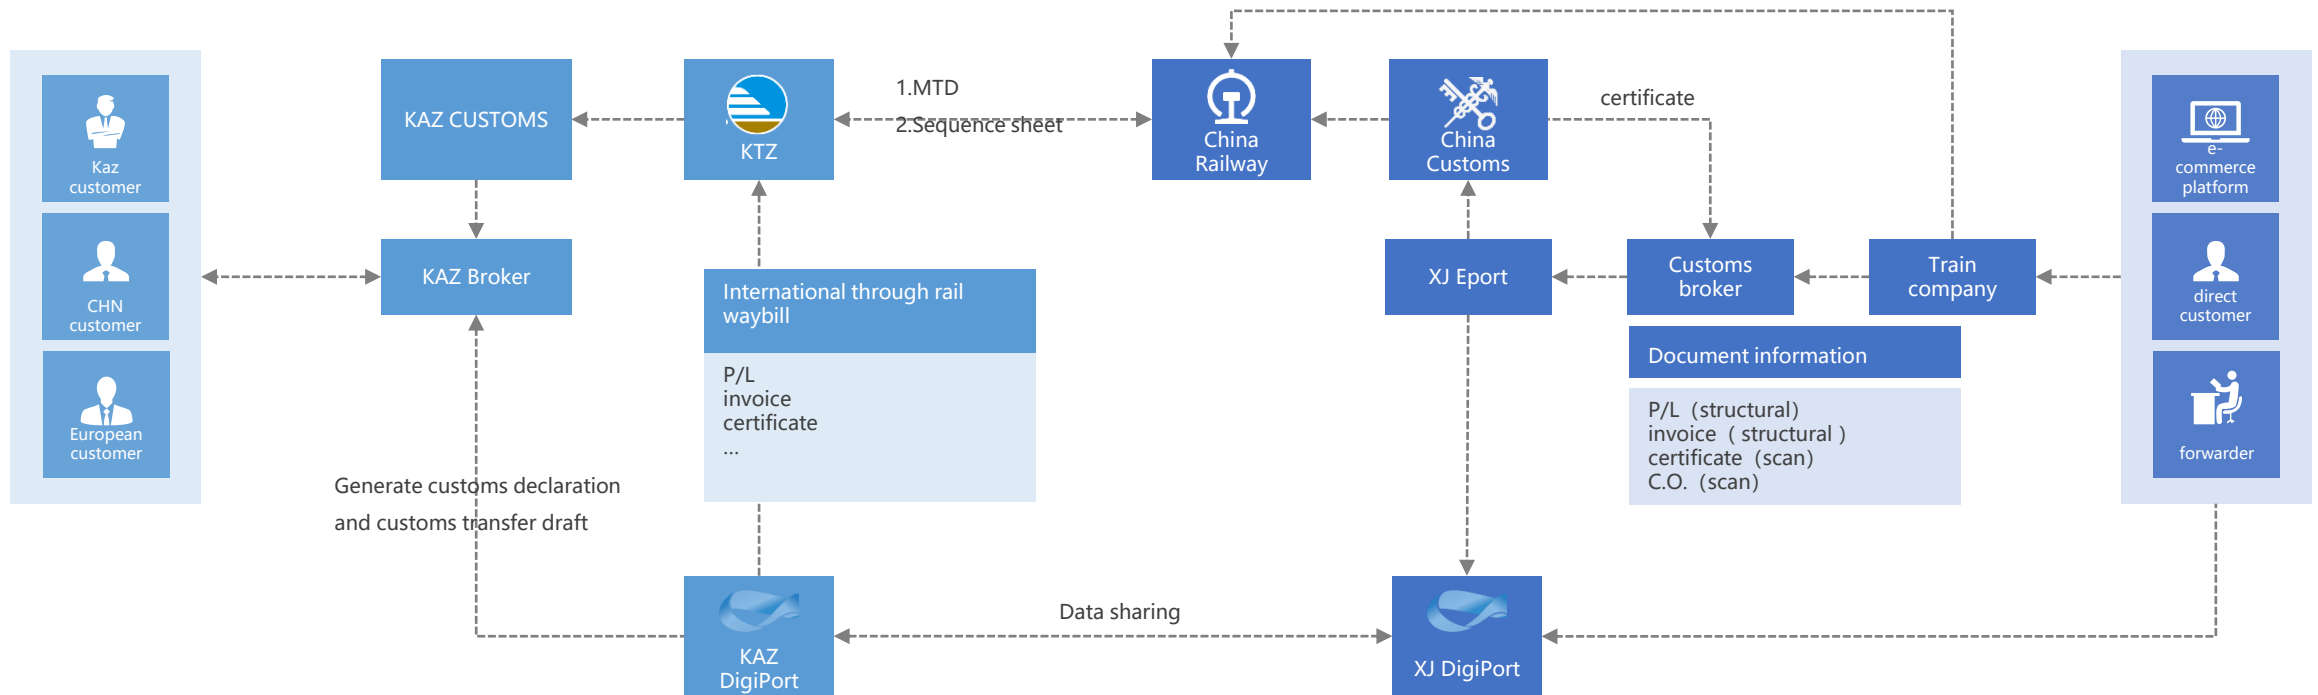 Kaz
customer
CHN
customer
European
customer
KAZ CUSTOMS
KAZ Broker
Generate customs declaration
and customs transfer draft
KTZ
International through rail
waybill
P/L
invoice
certificate
...
KAZ
DigiPort
1.MTD
2.Sequence sheet
Data sharing
China
Railway
China
Customs
certificate
XJ Eport
Customs
broker
Train
company
Document information
P/L（structural）
invoice（ structural ）
certificate（scan）
C.O.（scan）
XJ DigiPort
e-
commerce
platform
direct
customer
forwarder